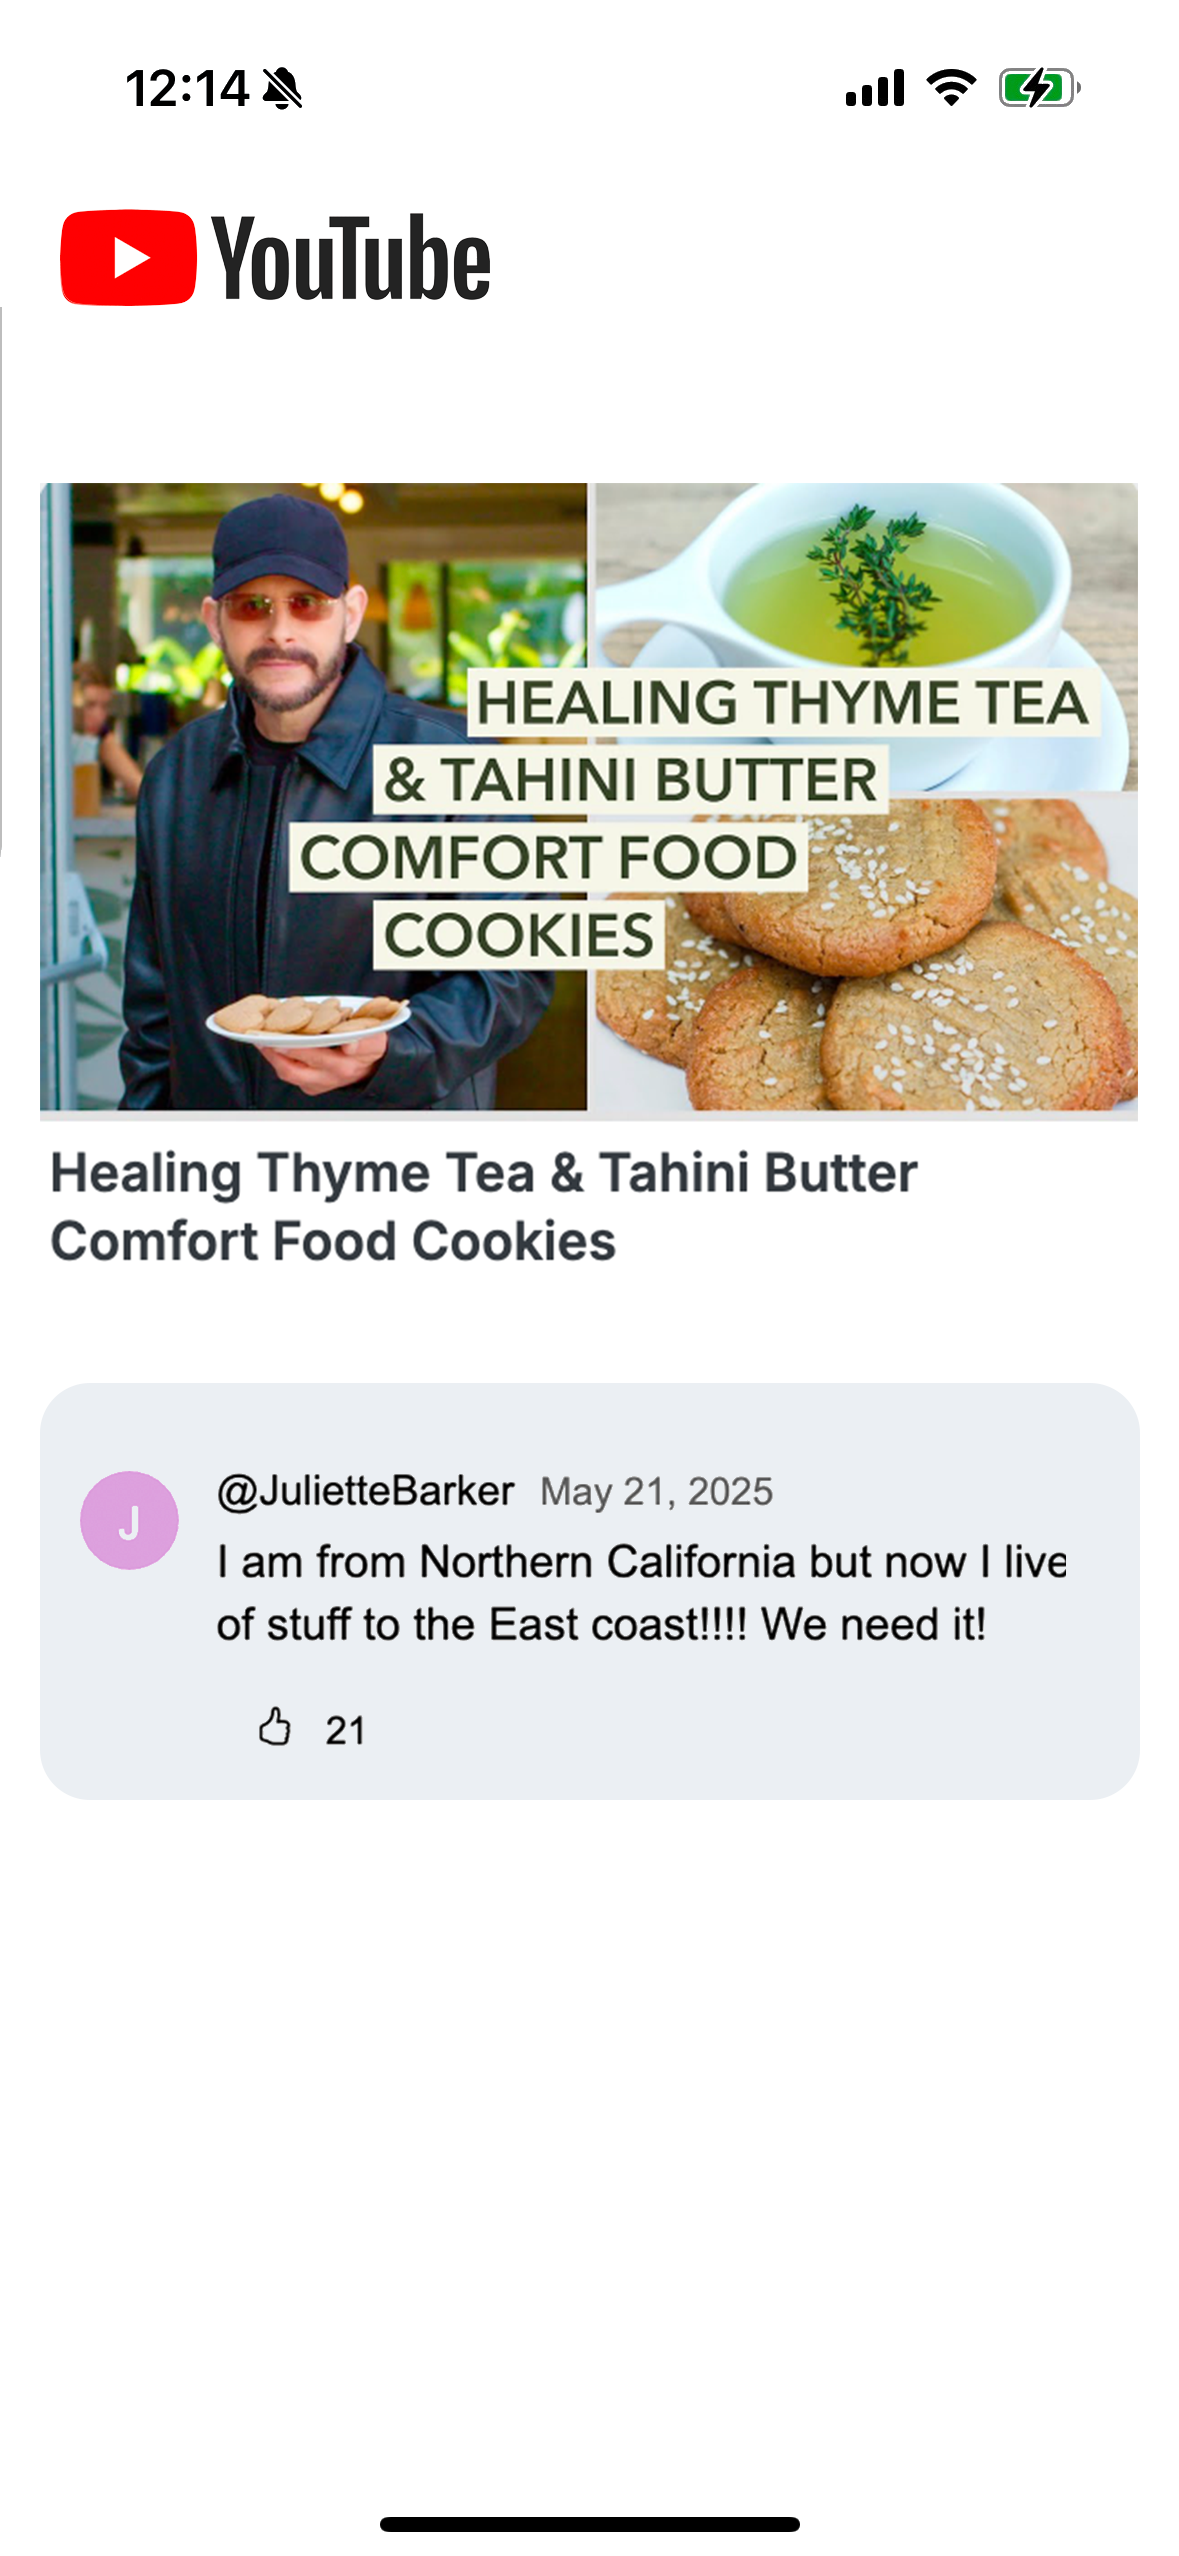 12:14
YouTube
HEALING THYME TEA
& TAHINI BUTTER
COMFORT FOOD
COOKIES
Healing Thyme Tea & Tahini Butter
Comfort Food Cookies
J
@JulietteBarker May 21, 2025
I am from Northern California but now I live
of stuff to the East coast!!!! We need it!
21